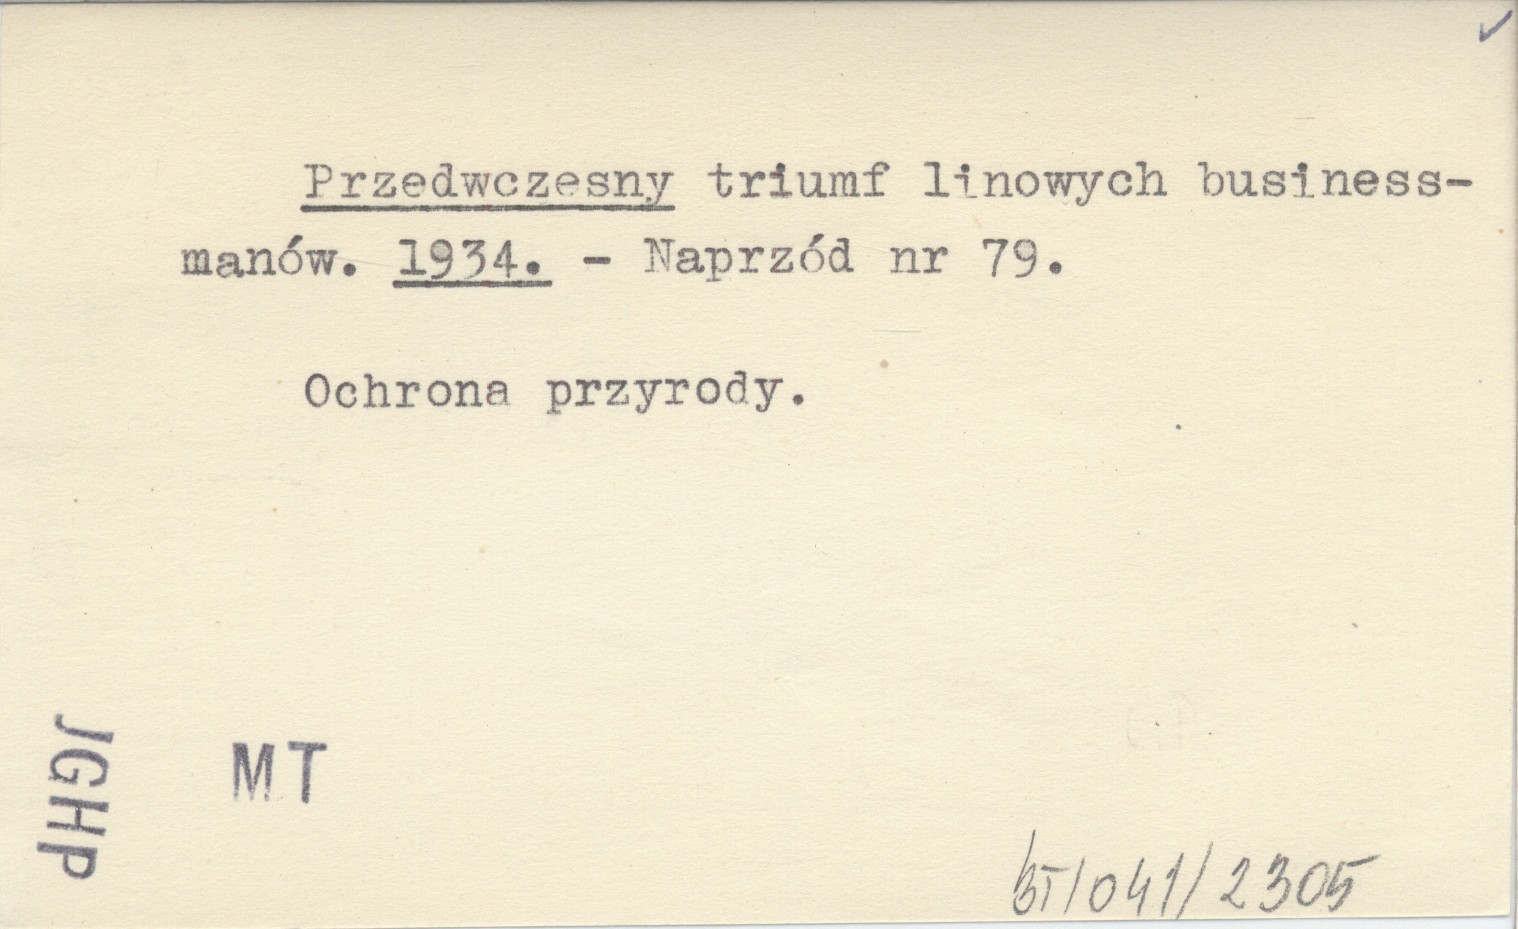 Przedwczesny triumf linowych business-
manów. 1934. - Naprzód nr 79.
Ochrona przyrody.
JGHP
MT
BT/041/2305